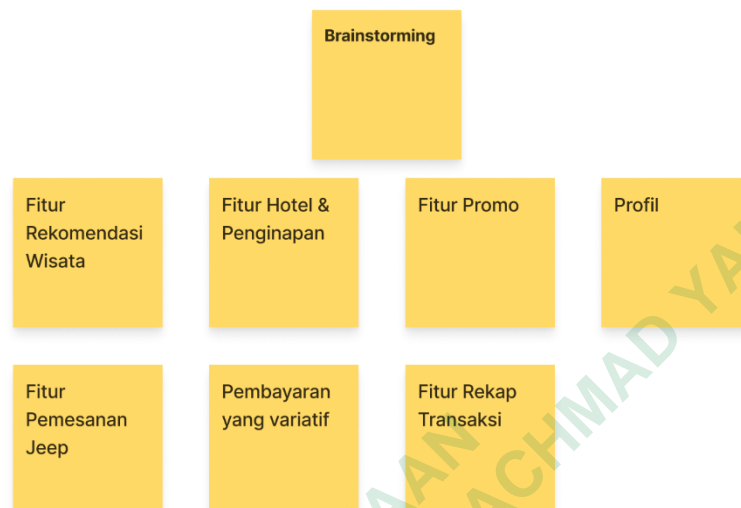 Brainstorming
Fitur
Rekomendasi
Wisata
Fitur Hotel &
Penginapan
Fitur Promo
Profil
Fitur
Pemesanan
Jeep
Pembayaran
yang variatif
Fitur Rekap
Transaksi